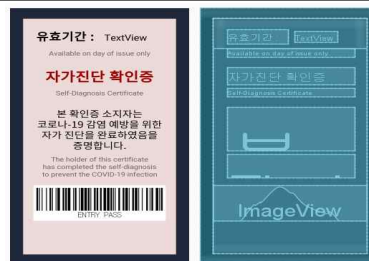 유효기간 : TextView
Available on day of issue only
자가진단 확인증
Self-Diagnosis Certificate
본 확인증 소지자는
코로나-19 감염 예방을 위한
자가 진단을 완료하였음을
증명합니다.
The holder of this certificate
has completed the self-diagnosis
to prevent the COVID-19 infection
ENTRY PASS
유효기간 TextView
Available on day of issue only
자가진단 확인증
Self-Diagnosis Certificate
ImageView